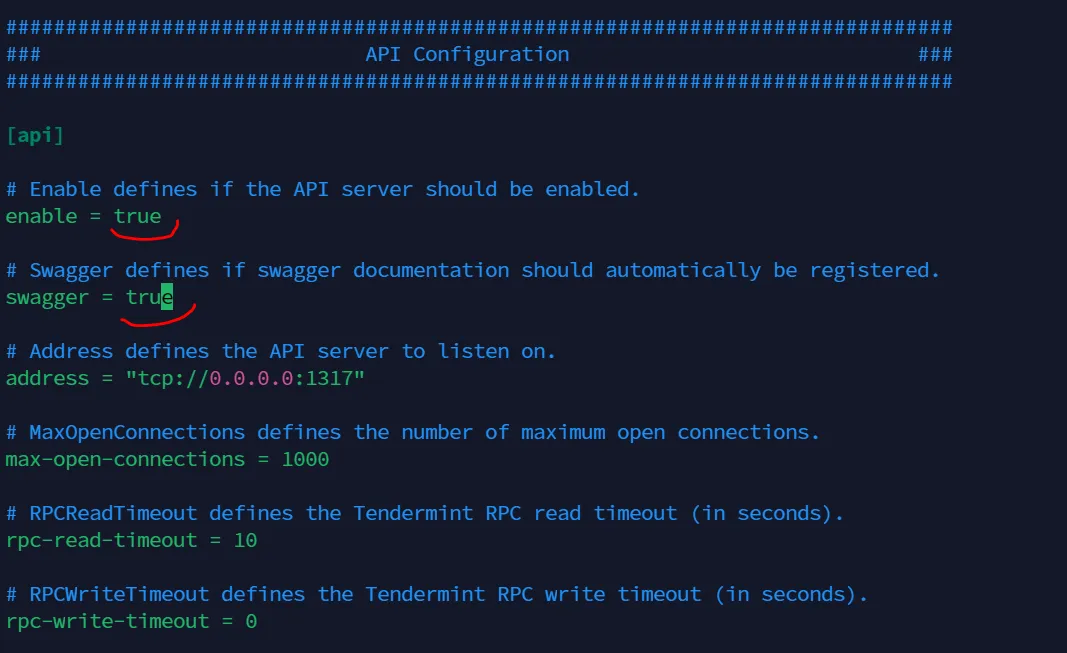 ###############################################################################
###                           API Configuration                             ###
###############################################################################
[api]
# Enable defines if the API server should be enabled.
enable = true
# Swagger defines if swagger documentation should automatically be registered.
swagger = true
# Address defines the API server to listen on.
address = "tcp://0.0.0.0:1317"
# MaxOpenConnections defines the number of maximum open connections.
max-open-connections = 1000
# RPCReadTimeout defines the Tendermint RPC read timeout (in seconds).
rpc-read-timeout = 10
# RPCWriteTimeout defines the Tendermint RPC write timeout (in seconds).
rpc-write-timeout = 0